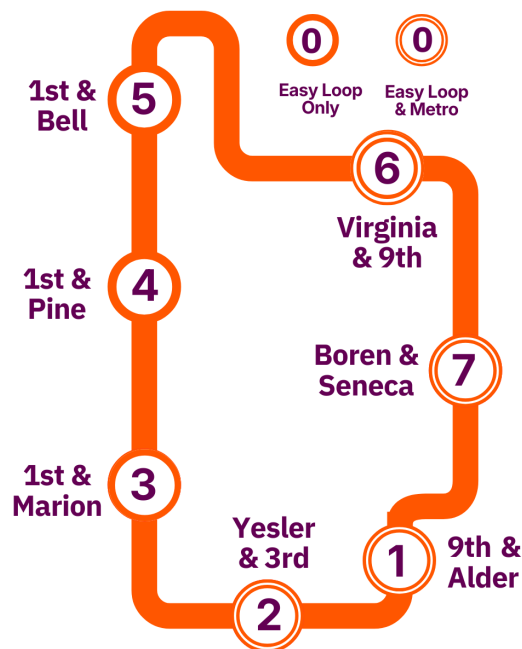 0
0
Easy Loop
Only
Easy Loop
& Metro
1st &
Bell
5
6
Virginia
& 9th
1st &
Pine
4
Boren &
Seneca
7
1st &
Marion
3
Yesler
& 3rd
2
1
9th &
Alder